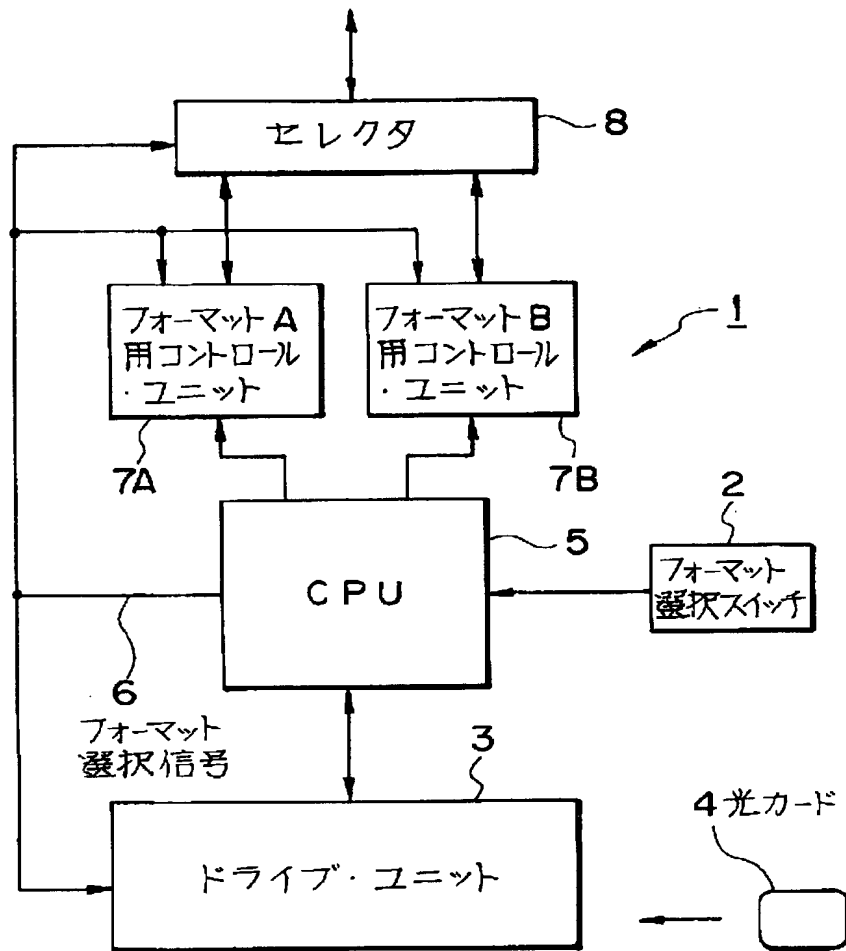 セレクタ
8
フォーマットA
用コントロール
・ユニット
フォーマットB
用コントロール
・ユニット
1
7A
7B
CPU
5
2
フォーマット
選択スイッチ
6
フォーマット
選択信号
3
ドライブ・ユニット
4光カード